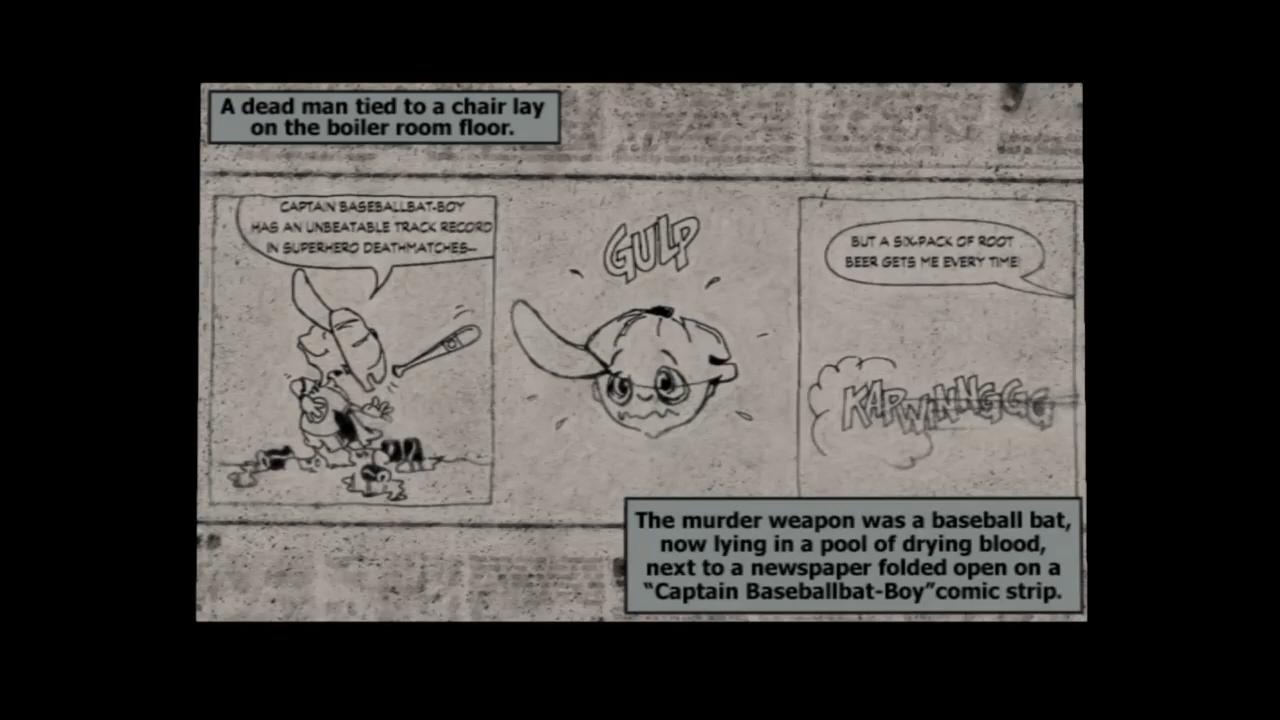 A dead man tied to a chair lay
on the boiler room floor.
CAPTAIN BASEBALLBAT-BOY
HAS AN UNBEATABLE TRACK RECORD
IN SUPERHERO DEATHMATCHES--
GULP
BUT A SIX-PACK OF ROOT
BEER GETS ME EVERY TIME!
KAPWINNGGG
The murder weapon was a baseball bat,
now lying in a pool of drying blood,
next to a newspaper folded open on a
“Captain Baseballbat-Boy”comic strip.